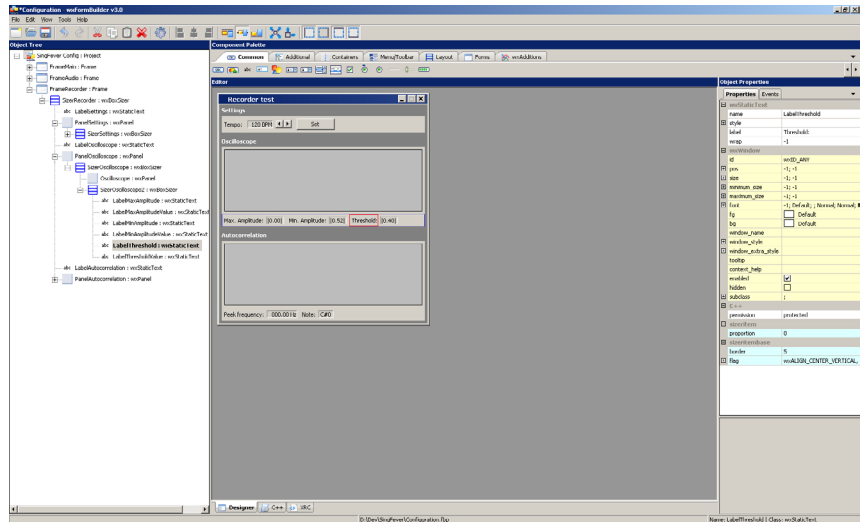 *Configuration - wxFormBuilder v3.0
File Edit View Tools Help
Object Tree
SingFever Config : Project
FrameMain : Frame
FrameAudio : Frame
FrameRecorder : Frame
SizerRecorder : wxBoxSizer
LabelSettings : wxStaticText
PanelSettings : wxPanel
SizerSettings : wxBoxSizer
LabelOscilloscope : wxStaticText
PanelOscilloscope : wxPanel
SizerOscilloscope : wxBoxSizer
Oscilloscope : wxPanel
SizerOscilloscope2 : wxBoxSizer
LabelMaxAmplitude : wxStaticText
LabelMaxAmplitudeValue : wxStaticText
LabelMinAmplitude : wxStaticText
LabelMinAmplitudeValue : wxStaticText
LabelThreshold : wxStaticText
LabelThresholdValue : wxStaticText
LabelAutocorrelation : wxStaticText
PanelAutocorrelation : wxPanel
Component Palette
Common Additional Containers Menu/Toolbar Layout Forms wxAdditions
Editor
Recorder test
Settings
Tempo: 120 BPM Set
Oscilloscope
Max. Amplitude: |0.00| Min. Amplitude: |0.52| Threshold: |0.40|
Autocorrelation
Peek frequency: 000.00 Hz Note: C#0
Designer C++ XRC
Object Properties
Properties Events
wxStaticText
name LabelThreshold
style
label Threshold:
wrap -1
wxWindow
id wxID_ANY
pos -1; -1
size -1; -1
minimum_size -1; -1
maximum_size -1; -1
font -1; Default; ; Normal; Normal;
fg Default
bg Default
window_name
window_style
window_extra_style
tooltip
context_help
enabled
hidden
subclass ;
C++
permission protected
sizeritem
proportion 0
sizeritembase
border 5
flag wxALIGN_CENTER_VERTICAL,
D:\Dev\SingFever\Configuration.fbp
Name: LabelThreshold | Class: wxStaticText